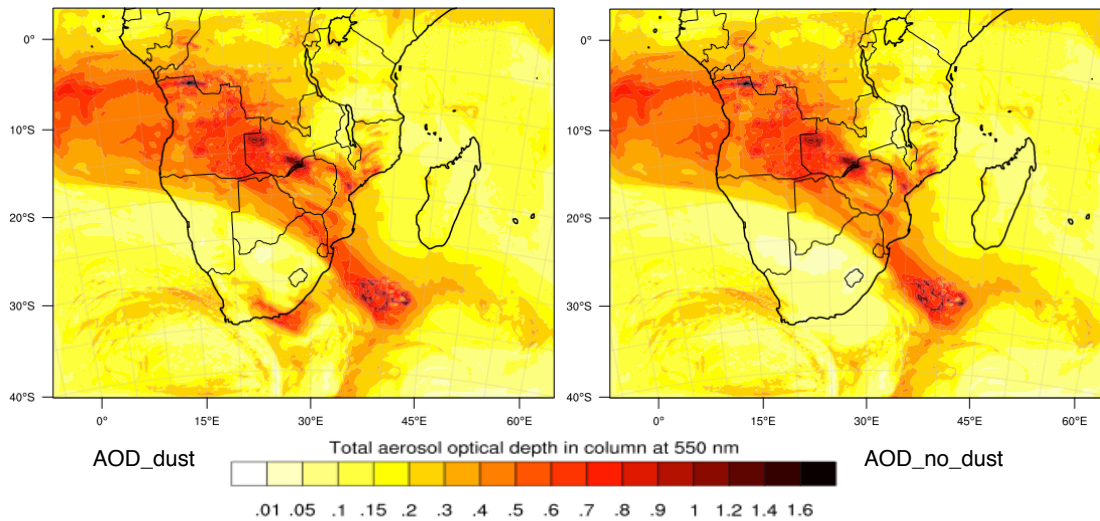 0°
10°S
20°S
30°S
40°S
0° 15°E 30°E 45°E 60°E
0°
10°S
20°S
30°S
40°S
0° 15°E 30°E 45°E 60°E
AOD_dust
Total aerosol optical depth in column at 550 nm
AOD_no_dust
.01 .05 .1 .15 .2 .3 .4 .5 .6 .7 .8 .9 1 1.2 1.4 1.6